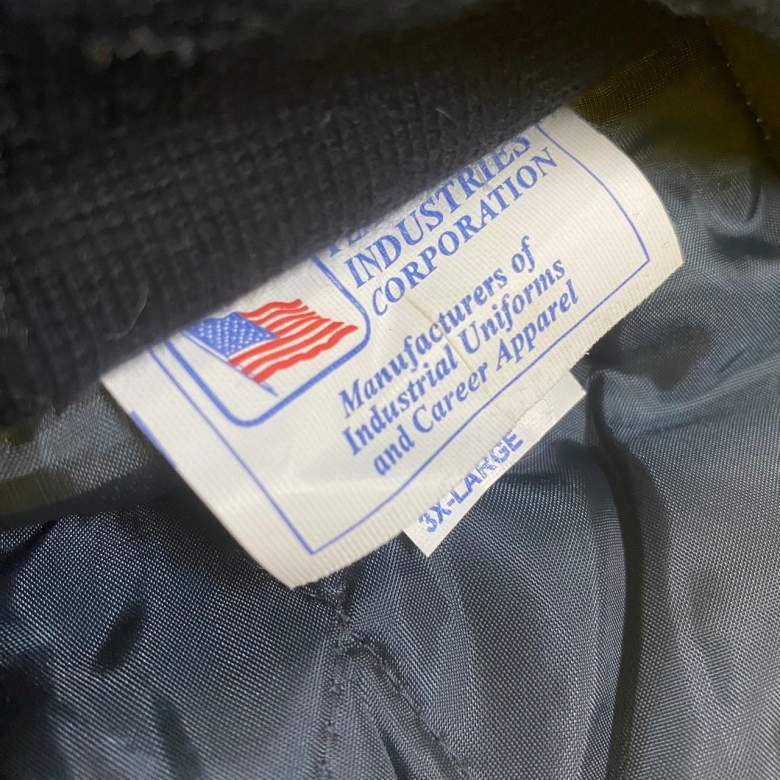 INDUSTRIES
CORPORATION
Manufacturers of
Industrial Uniforms
and Career Apparel
3X-LARGE